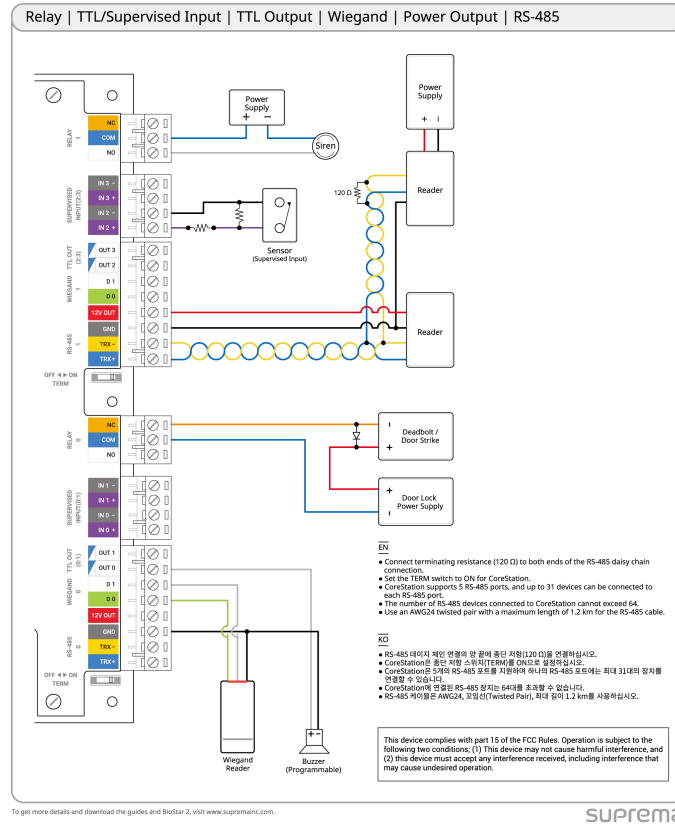 Relay | TTL/Supervised Input | TTL Output | Wiegand | Power Output | RS-485
Power
Supply
+ −
Siren
Power
Supply
+ −
120 Ω
Reader
RELAY
1
NC
COM
NO
SUPERVISED
INPUT(2:3)
IN 3 −
IN 3 +
IN 2 −
IN 2 +
Sensor
(Supervised Input)
TTL OUT
(2:3)
OUT 3
OUT 2
WIEGAND
1
D 1
D 0
12V OUT
GND
RS-485
1
TRX −
TRX +
Reader
OFF ◄ ► ON
TERM
RELAY
0
NC
COM
NO
−
+
Deadbolt /
Door Strike
+
−
Door Lock
Power Supply
SUPERVISED
INPUT(0:1)
IN 1 −
IN 1 +
IN 0 −
IN 0 +
TTL OUT
(0:1)
OUT 1
OUT 0
WIEGAND
0
D 1
D 0
12V OUT
GND
RS-485
0
TRX −
TRX +
OFF ◄ ► ON
TERM
Wiegand
Reader
+ −
Buzzer
(Programmable)
EN
● Connect terminating resistance (120 Ω) to both ends of the RS-485 daisy chain
connection.
● Set the TERM switch to ON for CoreStation.
● CoreStation supports 5 RS-485 ports, and up to 31 devices can be connected to
each RS-485 port.
● The number of RS-485 devices connected to CoreStation cannot exceed 64.
● Use an AWG24 twisted pair with a maximum length of 1.2 km for the RS-485 cable.
KO
● RS-485 데이지 체인 연결의 양 끝에 종단 저항(120 Ω)을 연결하십시오.
● CoreStation은 종단 저항 스위치(TERM)를 ON으로 설정하십시오.
● CoreStation은 5개의 RS-485 포트를 지원하며 하나의 RS-485 포트에는 최대 31대의 장치를
연결할 수 있습니다.
● CoreStation에 연결된 RS-485 장치는 64대를 초과할 수 없습니다.
● RS-485 케이블은 AWG24, 꼬임선(Twisted Pair), 최대 길이 1.2 km를 사용하십시오.
This device complies with part 15 of the FCC Rules. Operation is subject to the
following two conditions; (1) This device may not cause harmful interference, and
(2) this device must accept any interference received, including interference that
may cause undesired operation.
To get more details and download the guides and BioStar 2, visit www.supremainc.com.
suprema